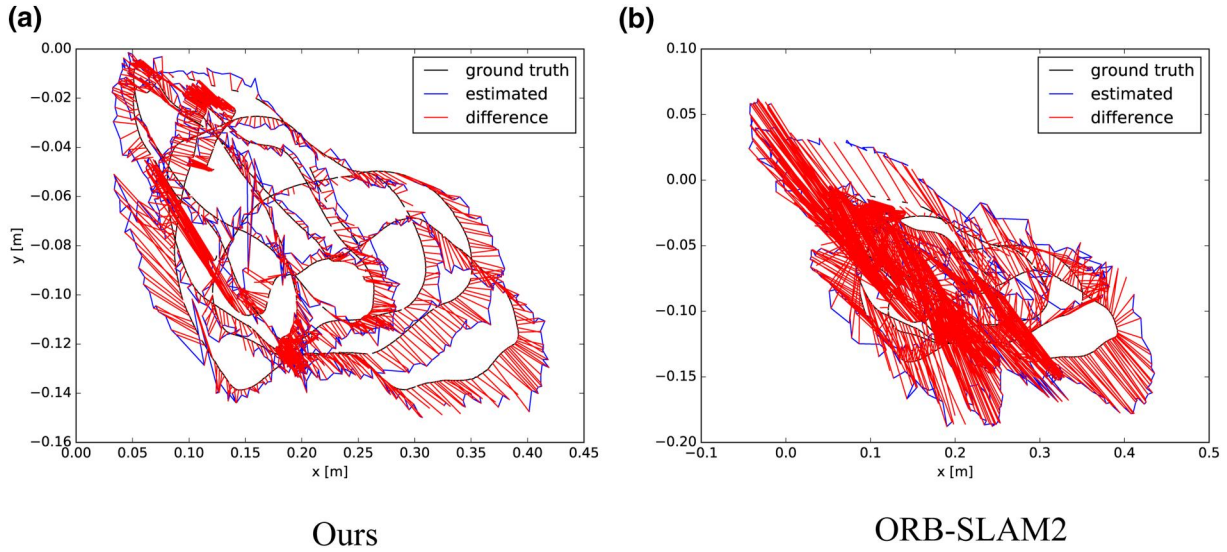 (a)
0.00
−0.02
−0.04
−0.06
−0.08
−0.10
−0.12
−0.14
−0.16
y [m]
0.00 0.05 0.10 0.15 0.20 0.25 0.30 0.35 0.40 0.45
x [m]
ground truth
estimated
difference
Ours
(b)
0.10
0.05
0.00
−0.05
−0.10
−0.15
−0.20
−0.1 0.0 0.1 0.2 0.3 0.4 0.5
x [m]
ground truth
estimated
difference
ORB-SLAM2